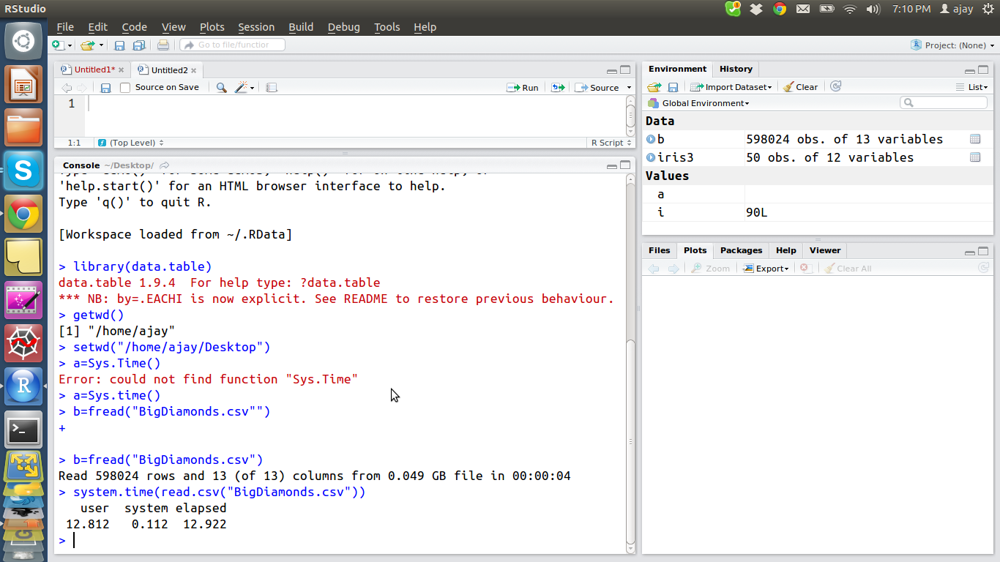 RStudio
7:10 PM ajay
File Edit Code View Plots Session Build Debug Tools Help
Go to file/function
Project: (None)
Untitled1* Untitled2
Source on Save Run Source
1
1:1 (Top Level) R Script
Console ~/Desktop/
'help.start()' for an HTML browser interface to help.
Type 'q()' to quit R.
[Workspace loaded from ~/.RData]
> library(data.table)
data.table 1.9.4  For help type: ?data.table
*** NB: by=.EACHI is now explicit. See README to restore previous behaviour.
> getwd()
[1] "/home/ajay"
> setwd("/home/ajay/Desktop")
> a=Sys.Time()
Error: could not find function "Sys.Time"
> a=Sys.time()
> b=fread("BigDiamonds.csv"")
+
> b=fread("BigDiamonds.csv")
Read 598024 rows and 13 (of 13) columns from 0.049 GB file in 00:00:04
> system.time(read.csv("BigDiamonds.csv"))
user  system elapsed
12.812   0.112  12.922
>
Environment History
Import Dataset Clear List
Global Environment
Data
b 598024 obs. of 13 variables
iris3 50 obs. of 12 variables
Values
a
i 90L
Files Plots Packages Help Viewer
Zoom Export Clear All